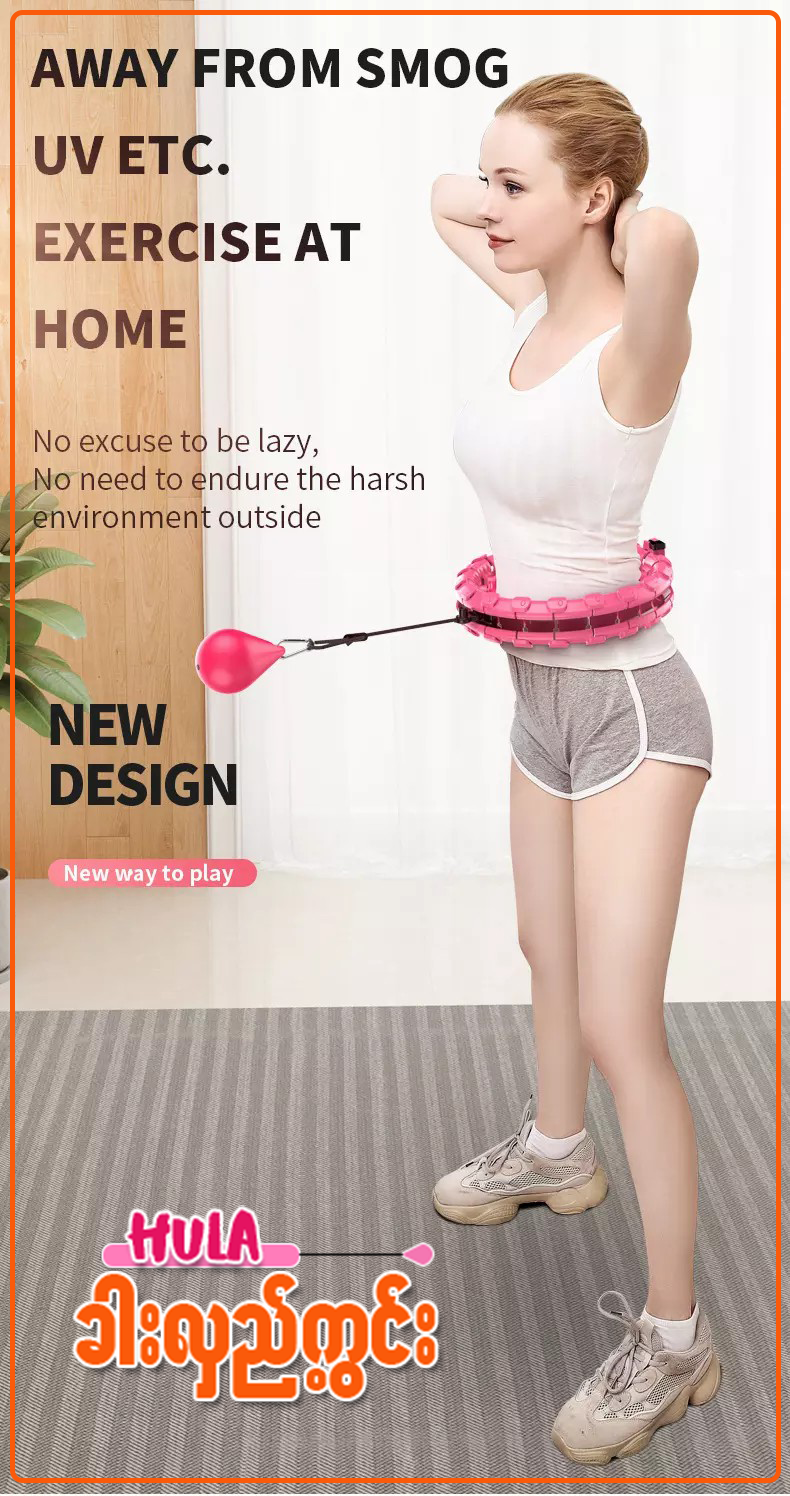 AWAY FROM SMOG
UV ETC.
EXERCISE AT
HOME
No excuse to be lazy,
No need to endure the harsh
environment outside
NEW
DESIGN
New way to play
HULA
ခါးလှည့်ကွင်း